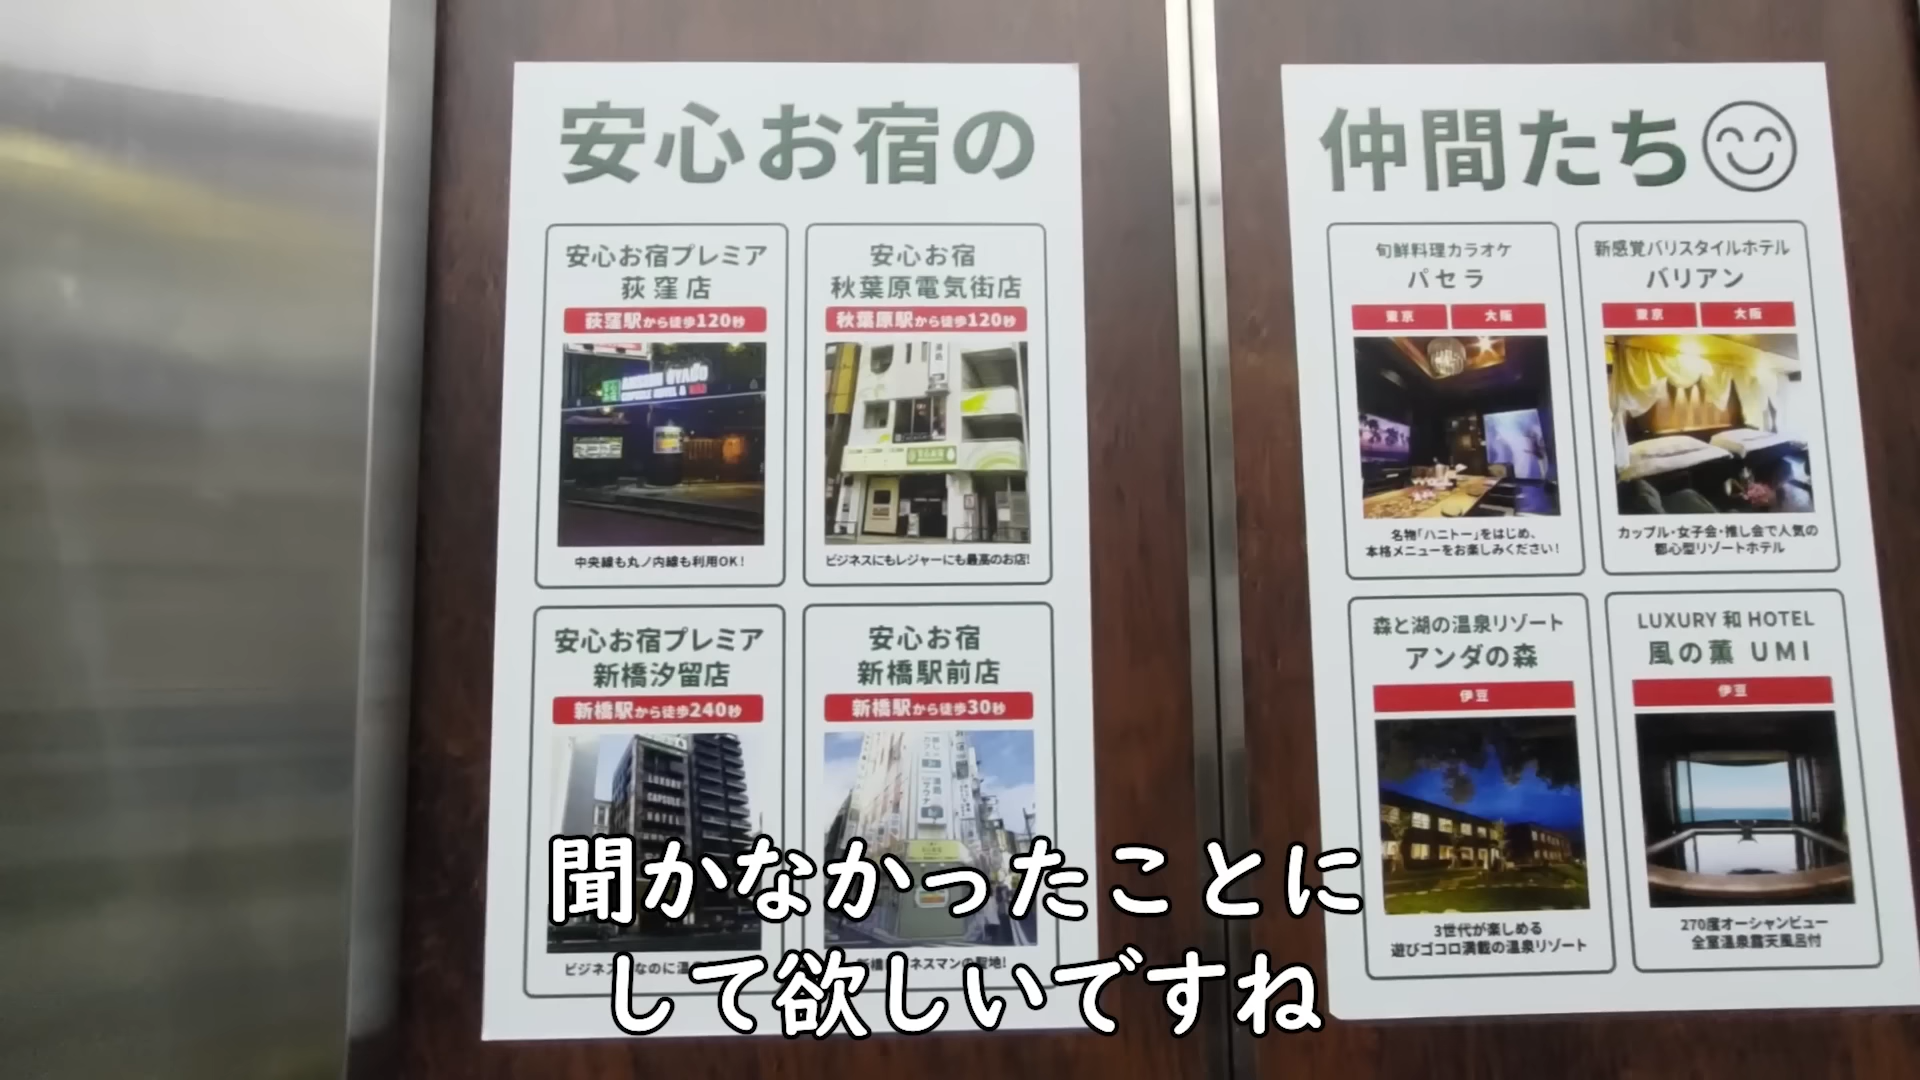 安心お宿の
安心お宿プレミア
荻窪店
荻窪駅から徒歩120秒
中央線も丸ノ内線も利用OK!
安心お宿
秋葉原電気街店
秋葉原駅から徒歩120秒
ビジネスにもレジャーにも最高のお店!
安心お宿プレミア
新橋汐留店
新橋駅から徒歩240秒
LUXURY
CAPSULE
HOTEL
安心お宿
新橋駅前店
新橋駅から徒歩30秒
仲間たち
旬鮮料理カラオケ
パセラ
東京 大阪
名物「ハニトー」をはじめ、
本格メニューをお楽しみください!
新感覚バリスタイルホテル
バリアン
東京 大阪
カップル・女子会・推し会で人気の
都心型リゾートホテル
森と湖の温泉リゾート
アンダの森
伊豆
3世代が楽しめる
遊びゴコロ満載の温泉リゾート
LUXURY 和 HOTEL
風の薫 UMI
伊豆
270度オーシャンビュー
全室温泉露天風呂付
聞かなかったことに
して欲しいですね